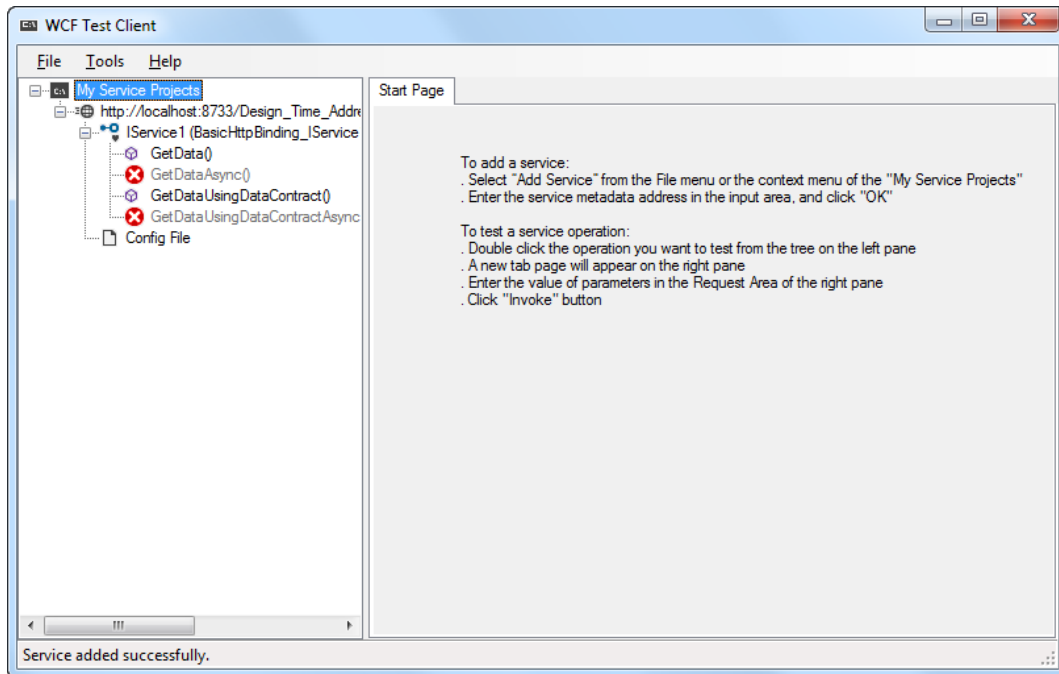 WCF Test Client
File Tools Help
My Service Projects
http://localhost:8733/Design_Time_Addre
IService1 (BasicHttpBinding_IService
GetData()
GetDataAsync()
GetDataUsingDataContract()
GetDataUsingDataContractAsync
Config File
Start Page
To add a service:
. Select "Add Service" from the File menu or the context menu of the "My Service Projects"
. Enter the service metadata address in the input area, and click "OK"
To test a service operation:
. Double click the operation you want to test from the tree on the left pane
. A new tab page will appear on the right pane
. Enter the value of parameters in the Request Area of the right pane
. Click "Invoke" button
Service added successfully.